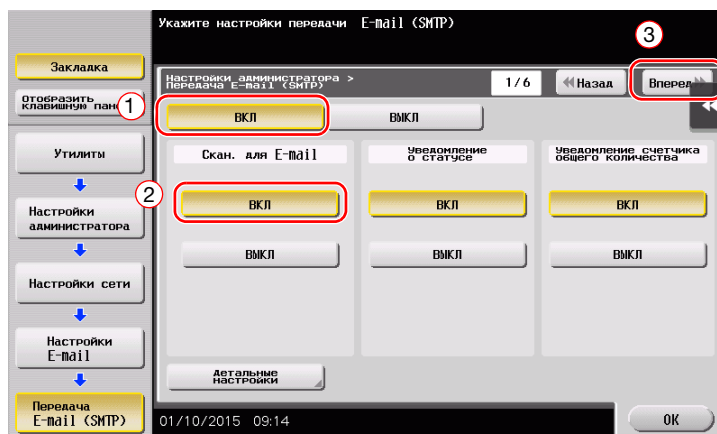 Укажите настройки передачи E-mail (SMTP)
3
Закладка
Отобразить
клавишную пан
1
Настройки администратора >
Передача E-mail (SMTP)
1/6
Назад
Вперед
ВКЛ
ВЫКЛ
Утилиты
Скан. для E-mail
Уведомление
о статусе
Уведомление счетчика
общего количества
2
ВКЛ
ВКЛ
ВКЛ
Настройки
администратора
ВЫКЛ
ВЫКЛ
ВЫКЛ
Настройки сети
Настройки
E-mail
Детальные
настройки
Передача
E-mail (SMTP)
01/10/2015 09:14
OK